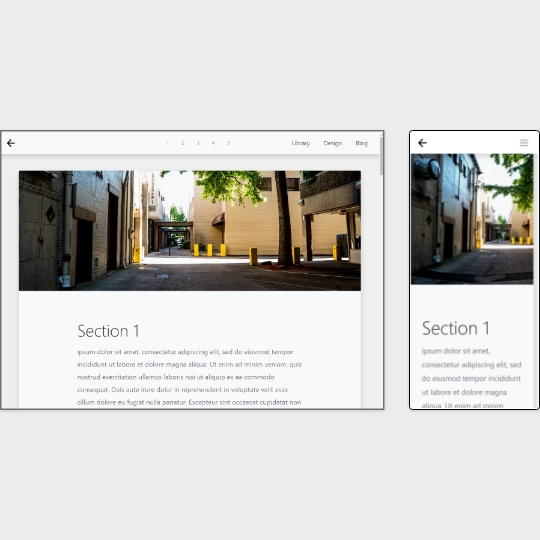 1 2 3 4 5
Library Design Blog
Section 1
ipsum dolor sit amet, consectetur adipiscing elit, sed do eiusmod tempor
incididunt ut labore et dolore magna aliqua. Ut enim ad minim veniam, quis
nostrud exercitation ullamco laboris nisi ut aliquip ex ea commodo
consequat. Duis aute irure dolor in reprehenderit in voluptate velit esse
cillum dolore eu fugiat nulla pariatur. Excepteur sint occaecat cupidatat non
Section 1
ipsum dolor sit amet,
consectetur adipiscing elit, sed
do eiusmod tempor incididunt
ut labore et dolore magna
aliqua. Ut enim ad minim